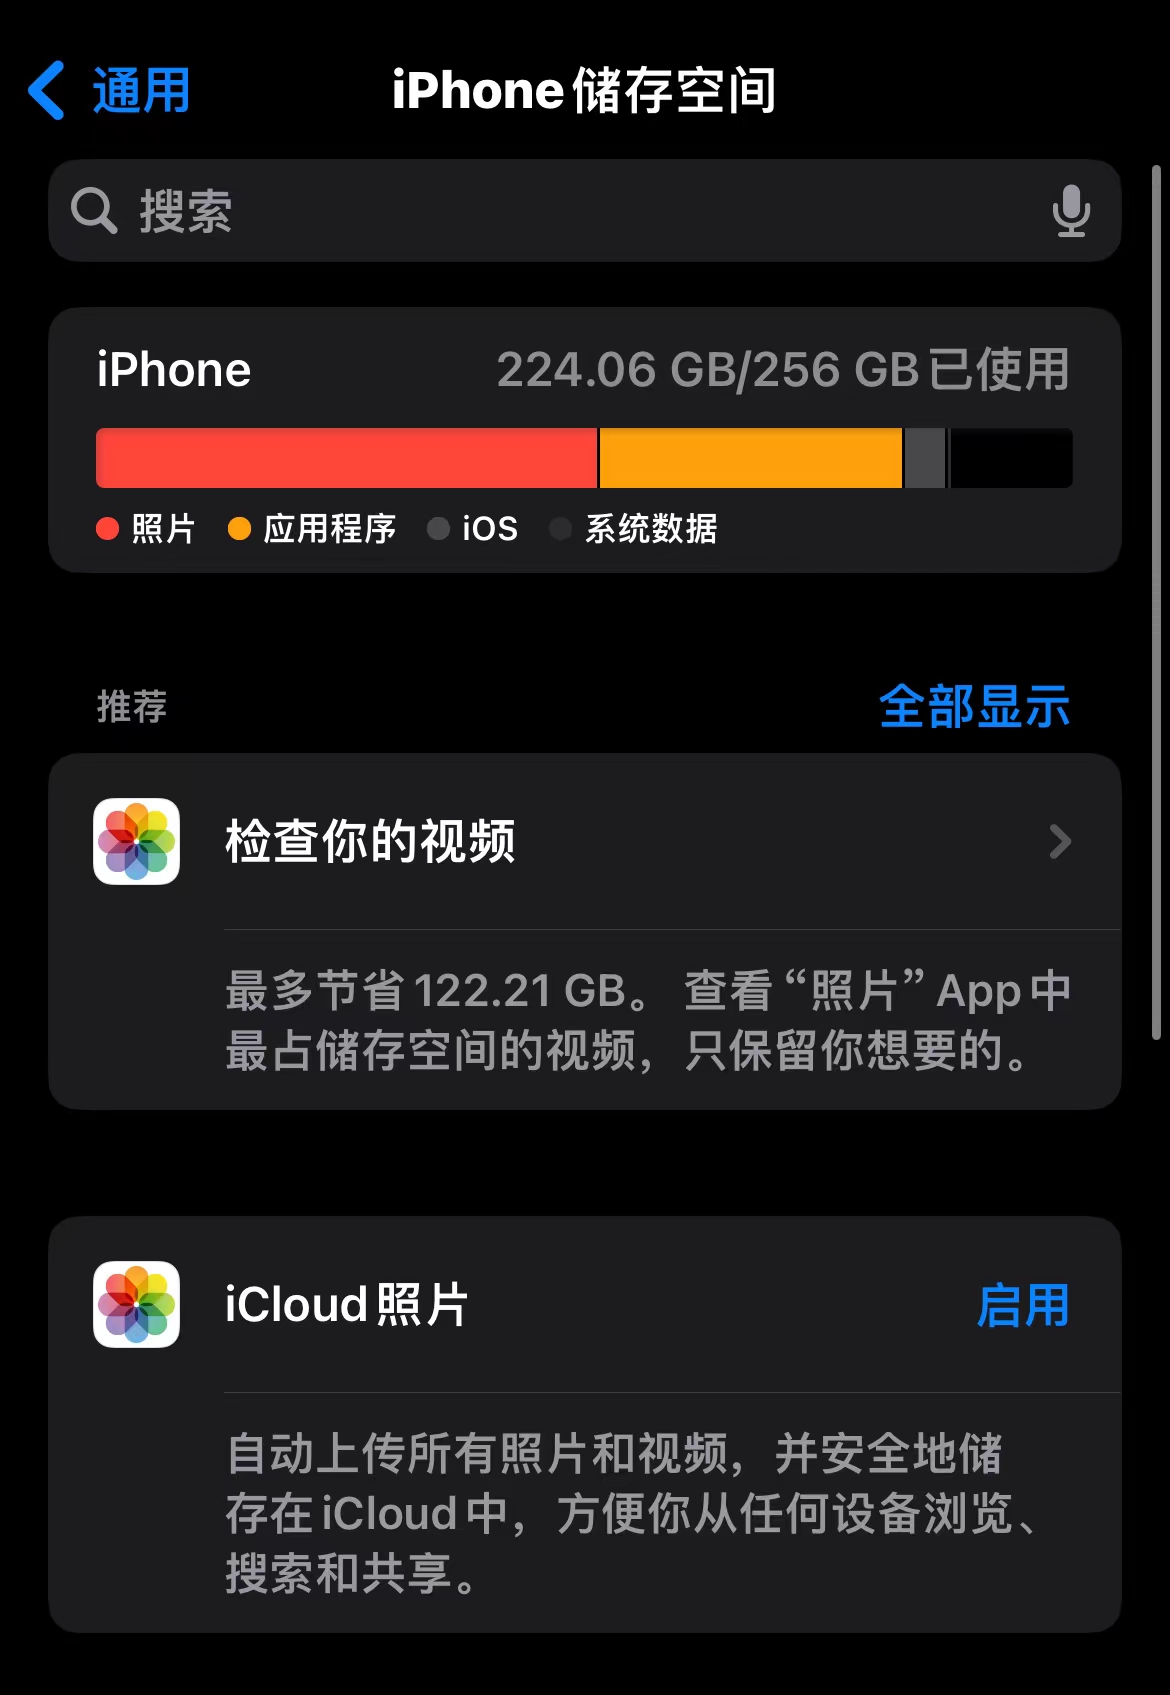 通用
iPhone储存空间
搜索
iPhone 224.06 GB/256 GB已使用
照片 应用程序 iOS 系统数据
推荐 全部显示
检查你的视频
最多节省122.21 GB。 查看“照片”App中
最占储存空间的视频，只保留你想要的。
iCloud照片 启用
自动上传所有照片和视频，并安全地储
存在iCloud中，方便你从任何设备浏览、
搜索和共享。